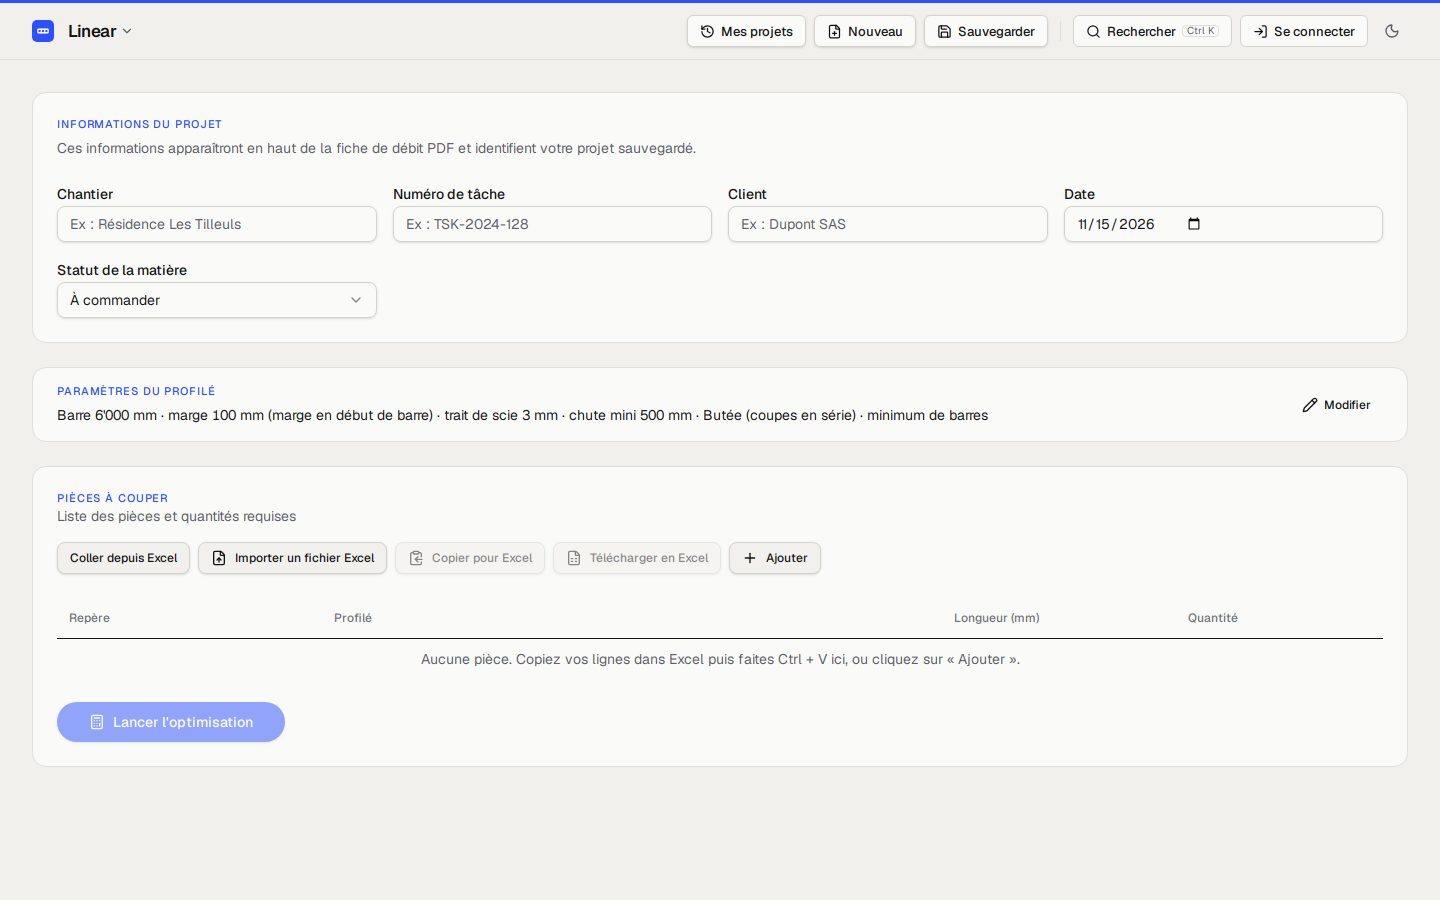 Linear
Mes projets
Nouveau
Sauvegarder
Rechercher Ctrl K
Se connecter
INFORMATIONS DU PROJET
Ces informations apparaîtront en haut de la fiche de débit PDF et identifient votre projet sauvegardé.
Chantier
Numéro de tâche
Client
Date
Ex : Résidence Les Tilleuls
Ex : TSK-2024-128
Ex : Dupont SAS
11/15/2026
Statut de la matière
À commander
PARAMÈTRES DU PROFILÉ
Barre 6'000 mm · marge 100 mm (marge en début de barre) · trait de scie 3 mm · chute mini 500 mm · Butée (coupes en série) · minimum de barres
Modifier
PIÈCES À COUPER
Liste des pièces et quantités requises
Coller depuis Excel
Importer un fichier Excel
Copier pour Excel
Télécharger en Excel
Ajouter
Repère
Profilé
Longueur (mm)
Quantité
Aucune pièce. Copiez vos lignes dans Excel puis faites Ctrl + V ici, ou cliquez sur « Ajouter ».
Lancer l'optimisation